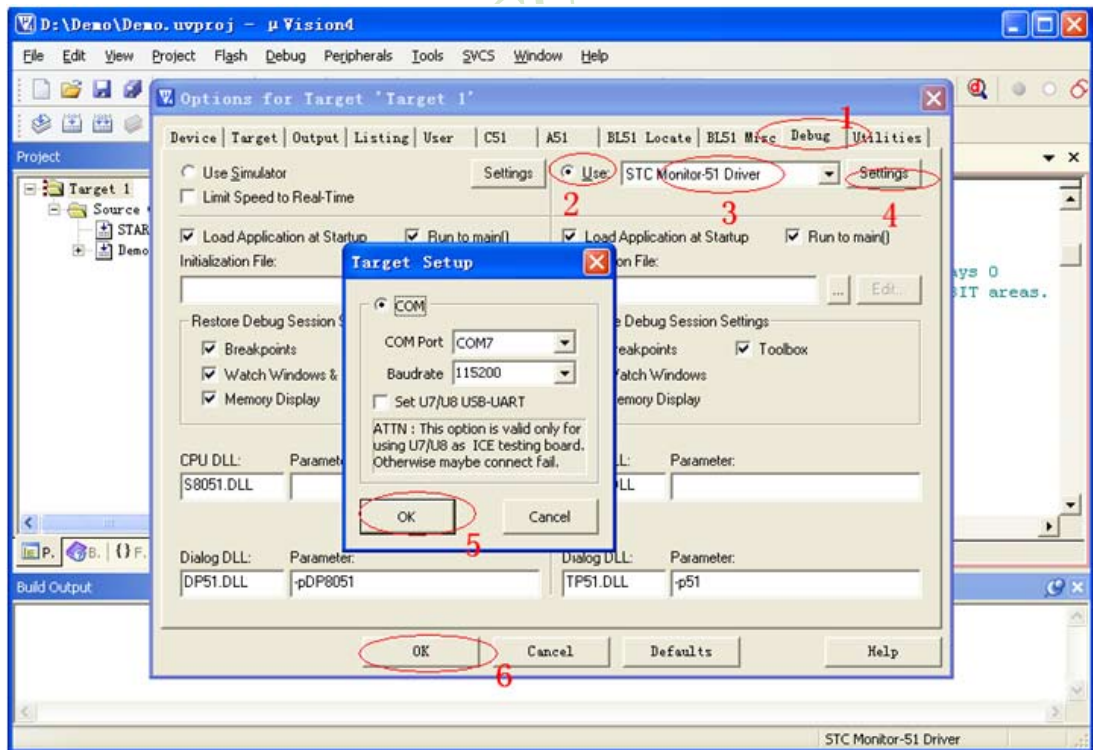 D:\Demo\Demo.uvproj - µVision4
File Edit View Project Flash Debug Peripherals Tools SVCS Window Help
Options for Target 'Target 1'
1
Device Target Output Listing User C51 A51 BL51 Locate BL51 Misc Debug Utilities
Project
Use Simulator Settings Use: STC Monitor-51 Driver Settings
2 3 4
Limit Speed to Real-Time
Target 1
Source
STAR
Demo
Load Application at Startup Run to main() Load Application at Startup Run to main()
Initialization File: on File:
... Edit...
ys 0
BIT areas.
Target Setup
COM
COM Port COM7
Baudrate 115200
Set U7/U8 USB-UART
ATTN : This option is valid only for
using U7/U8 as ICE testing board.
Otherwise maybe connect fail.
OK Cancel
5
Restore Debug Session Debug Session Settings
Breakpoints eakpoints Toolbox
Watch Windows & atch Windows
Memory Display emory Display
CPU DLL: Paramet LL: Parameter:
S8051.DLL LL
Dialog DLL: Parameter: Dialog DLL: Parameter:
DP51.DLL -pDP8051 TP51.DLL -p51
P. B. {} F.
Build Output
OK Cancel Defaults Help
6
STC Monitor-51 Driver